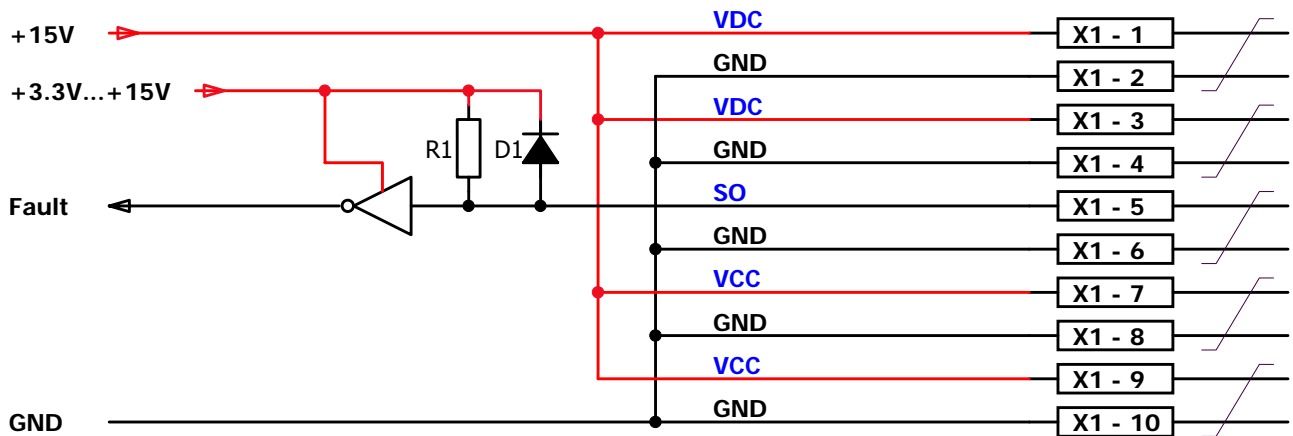 +15V
VDC
X1 - 1
GND
X1 - 2
+3.3V...+15V
VDC
X1 - 3
R1
D1
GND
X1 - 4
Fault
SO
X1 - 5
GND
X1 - 6
VCC
X1 - 7
GND
X1 - 8
VCC
X1 - 9
GND
GND
X1 - 10